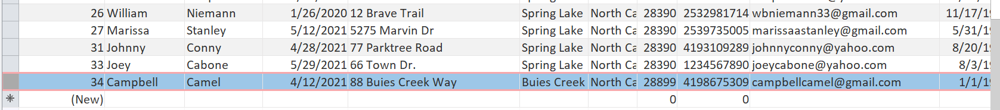 26 William Niemann 1/26/2020 12 Brave Trail Spring Lake North Ca 28390 2532981714 wbniemann33@gmail.com 11/17/19
27 Marissa Stanley 5/12/2021 5275 Marvin Dr Spring Lake North Ca 28390 2539735005 marissaastanley@gmail.com 5/31/19
31 Johnny Conny 4/28/2021 77 Parktree Road Spring Lake North Ca 28390 4193109289 johnnyconny@yahoo.com 8/20/19
33 Joey Cabone 5/29/2021 66 Town Dr. Spring Lake North Ca 28390 1234567890 joeycabone@yahoo.com 8/3/19
34 Campbell Camel 4/12/2021 88 Buies Creek Way Buies Creek North Ca 28899 4198675309 campbellcamel@gmail.com 1/1/19
* (New) 0 0